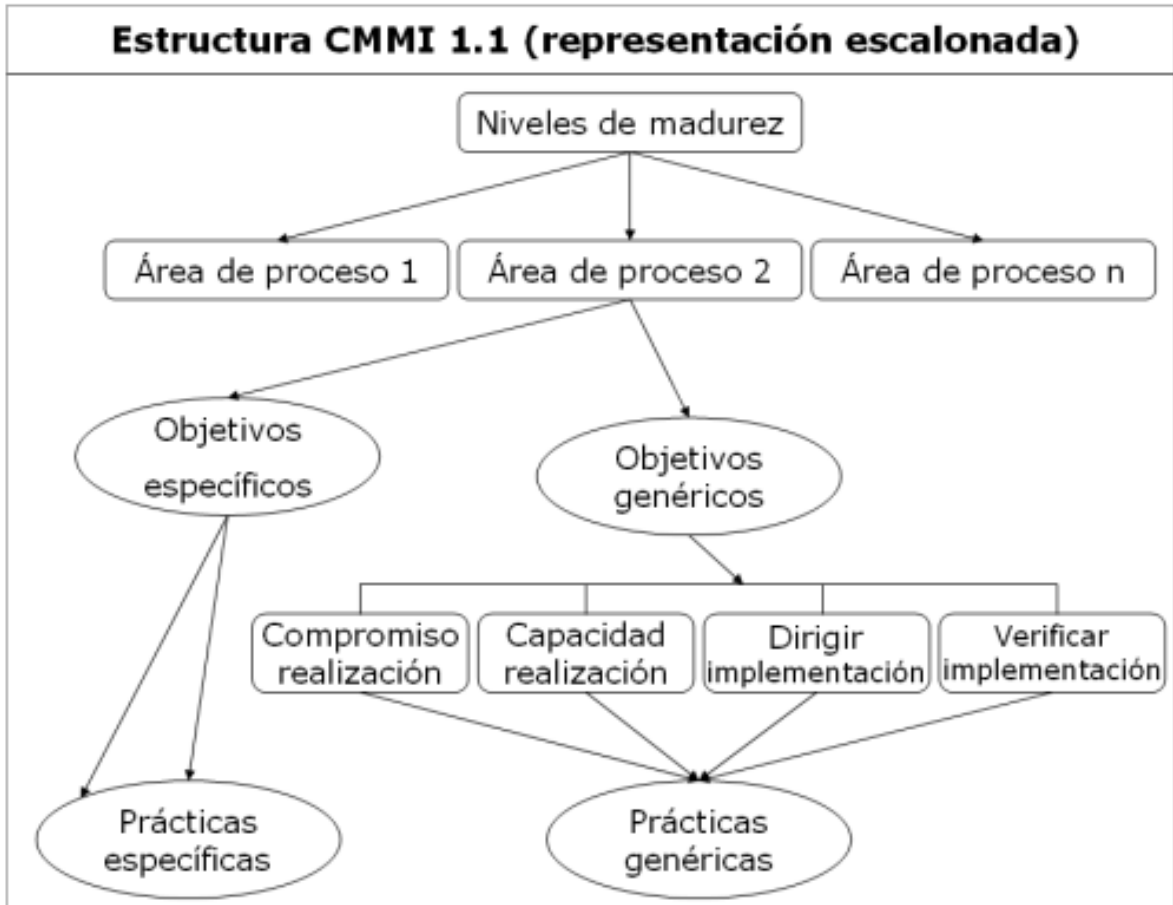 Estructura CMMI 1.1 (representación escalonada)
Niveles de madurez
Área de proceso 1
Área de proceso 2
Área de proceso n
Objetivos
específicos
Objetivos
genéricos
Compromiso
realización
Capacidad
realización
Dirigir
implementación
Verificar
implementación
Prácticas
específicas
Prácticas
genéricas